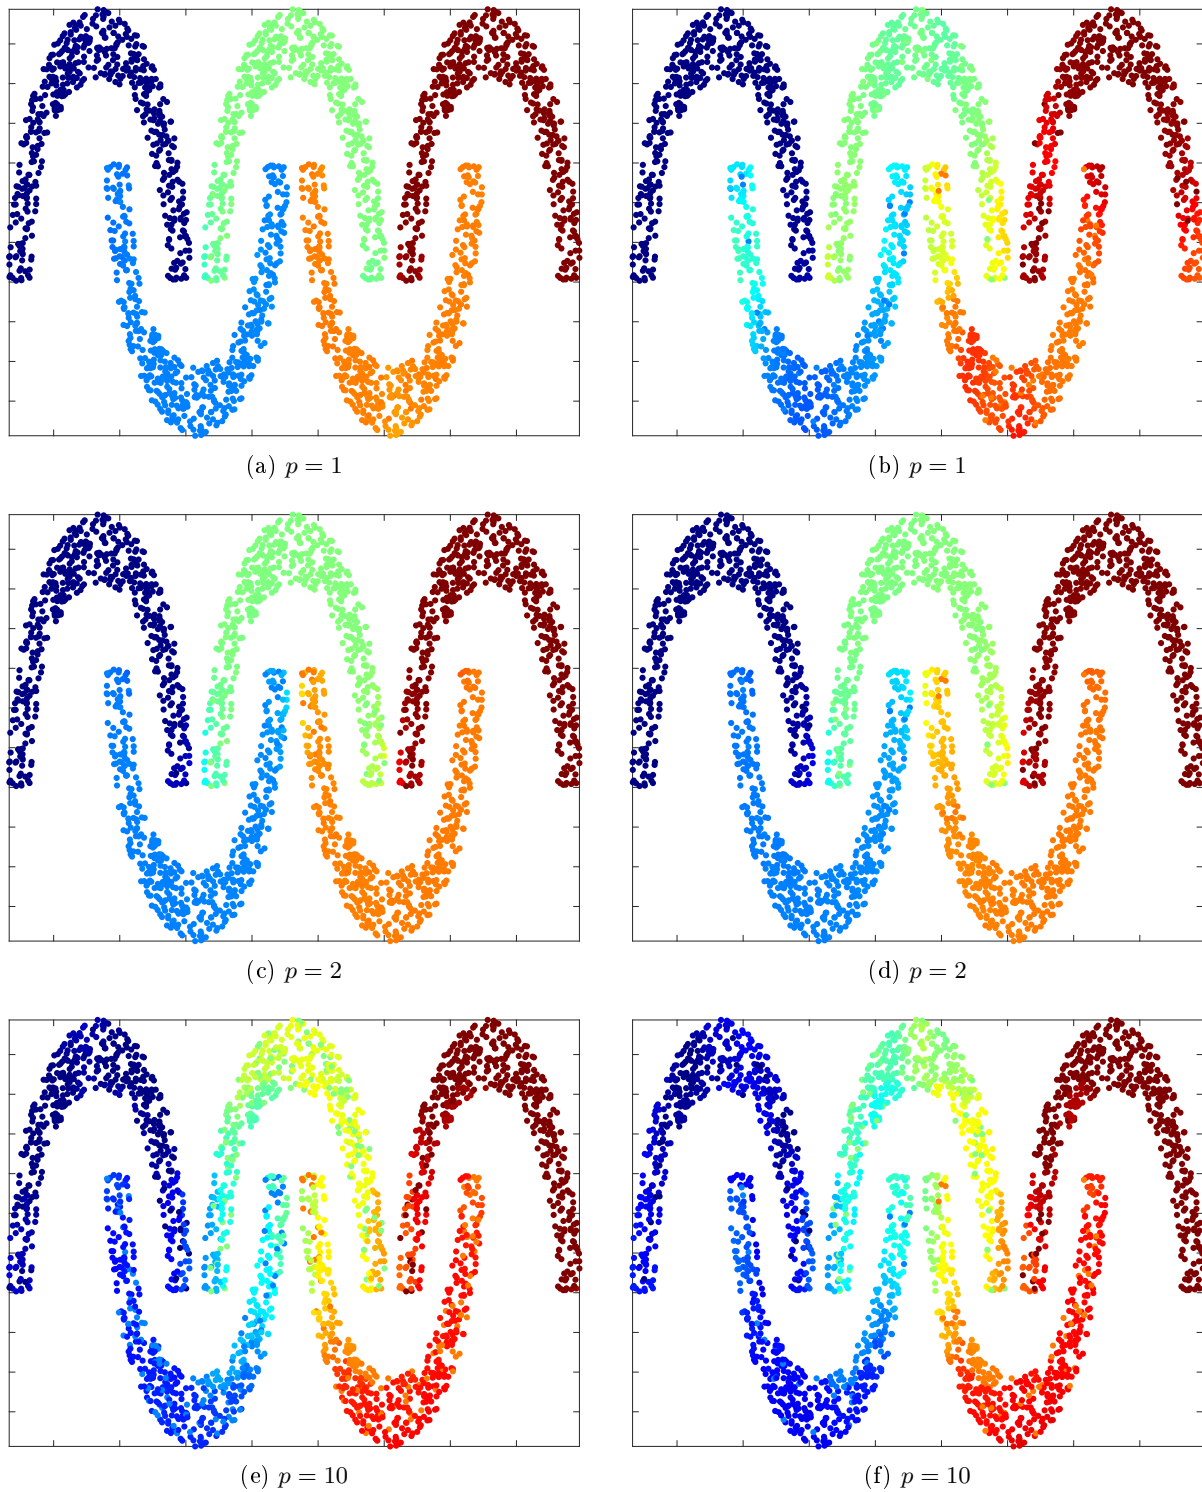 (a) p = 1
(b) p = 1
(c) p = 2
(d) p = 2
(e) p = 10
(f) p = 10